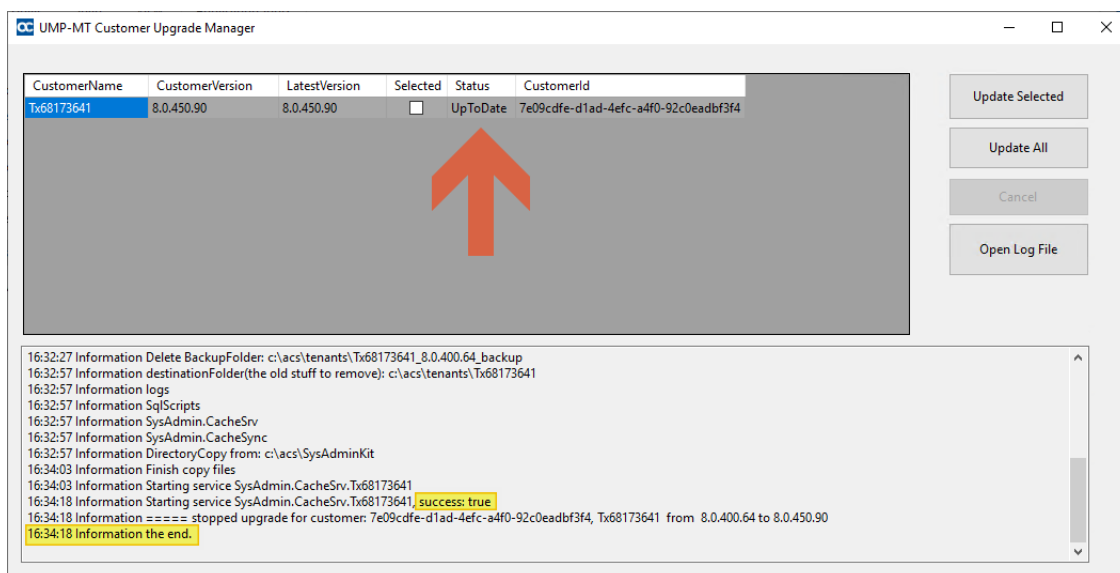 UMP-MT Customer Upgrade Manager
CustomerName CustomerVersion LatestVersion Selected Status CustomerId
Tx68173641 8.0.450.90 8.0.450.90 UpToDate 7e09cdfe-d1ad-4efc-a4f0-92c0eadbf3f4
Update Selected
Update All
Cancel
Open Log File
16:32:27 Information Delete BackupFolder: c:\acs\tenants\Tx68173641_8.0.400.64_backup
16:32:57 Information destinationFolder(the old stuff to remove): c:\acs\tenants\Tx68173641
16:32:57 Information logs
16:32:57 Information SqlScripts
16:32:57 Information SysAdmin.CacheSrv
16:32:57 Information SysAdmin.CacheSync
16:32:57 Information DirectoryCopy from: c:\acs\SysAdminKit
16:34:03 Information Finish copy files
16:34:03 Information Starting service SysAdmin.CacheSrv.Tx68173641
16:34:18 Information Starting service SysAdmin.CacheSrv.Tx68173641, success: true
16:34:18 Information ===== stopped upgrade for customer: 7e09cdfe-d1ad-4efc-a4f0-92c0eadbf3f4, Tx68173641 from 8.0.400.64 to 8.0.450.90
16:34:18 Information the end.